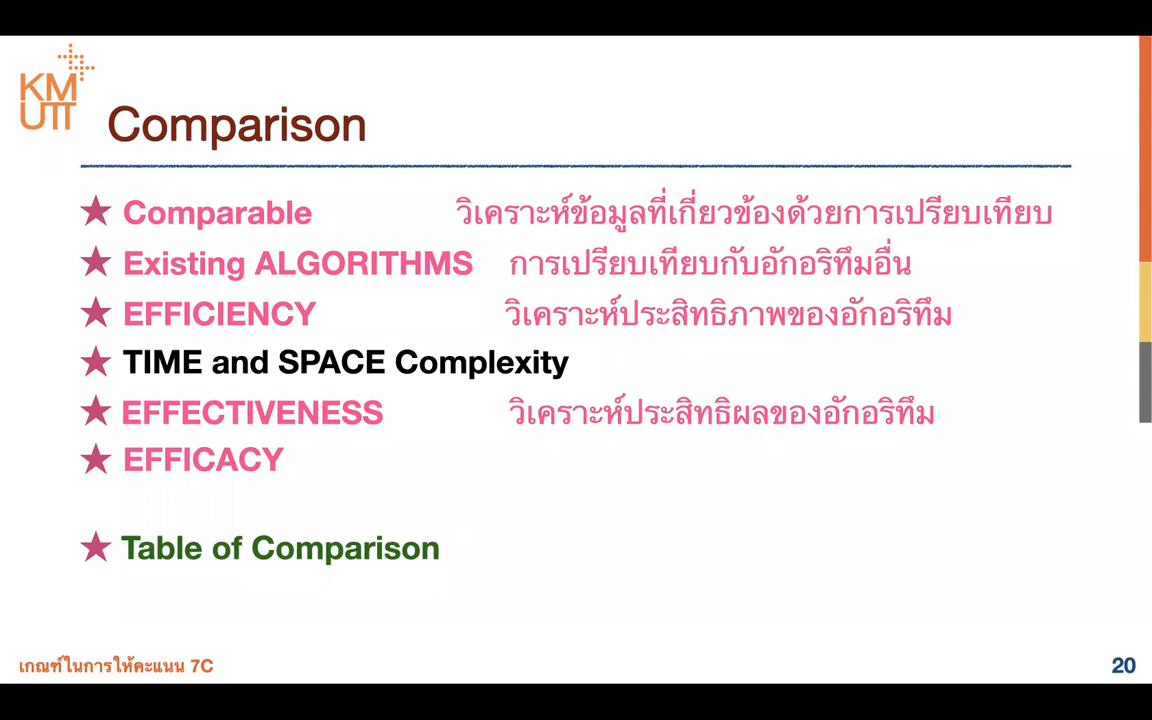 KM
UTT
Comparison
★ Comparable วิเคราะห์ข้อมูลที่เกี่ยวข้องด้วยการเปรียบเทียบ
★ Existing ALGORITHMS การเปรียบเทียบกับอักอริทึมอื่น
★ EFFICIENCY วิเคราะห์ประสิทธิภาพของอักอริทึม
★ TIME and SPACE Complexity
★ EFFECTIVENESS วิเคราะห์ประสิทธิผลของอักอริทึม
★ EFFICACY
★ Table of Comparison
เกณฑ์ในการให้คะแนน 7C
20